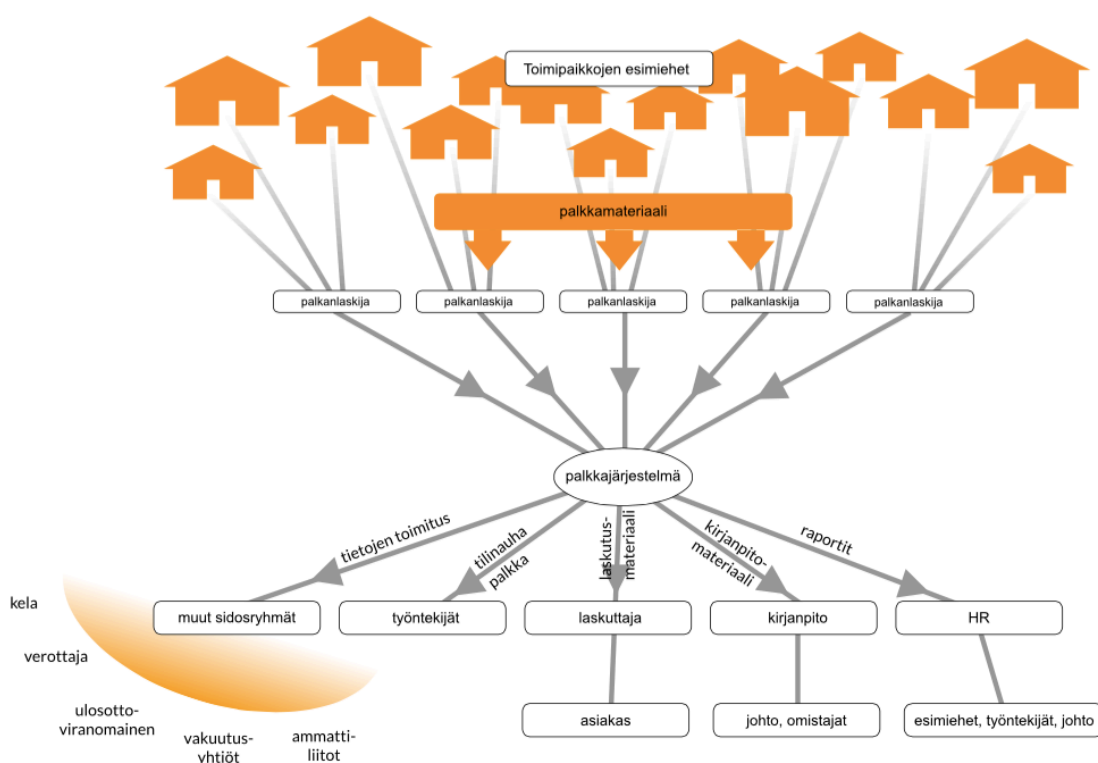 Toimipaikkojen esimiehet
palkkamateriaali
palkanlaskija
palkanlaskija
palkanlaskija
palkanlaskija
palkanlaskija
palkkajärjestelmä
tietojen toimitus
tilinauha
palkka
laskutus-
materiaali
kirjanpito-
materiaali
raportit
muut sidosryhmät
työntekijät
laskuttaja
kirjanpito
HR
kela
verottaja
ulosotto-
viranomainen
vakuutus-
yhtiöt
ammatti-
liitot
asiakas
johto, omistajat
esimiehet, työntekijät, johto